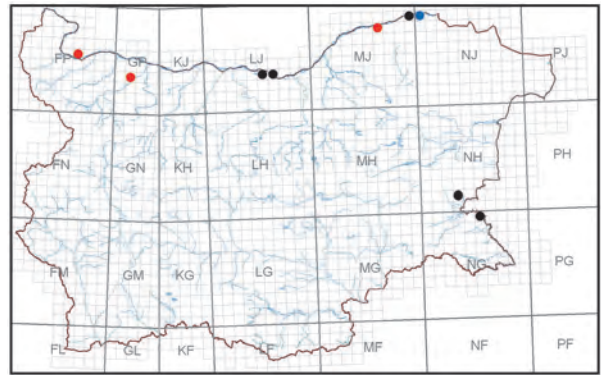 FP GP KJ LJ MJ NJ PJ
FN GN KH LH MH NH PH
FM GM KG LG MG NG PG
FL GL KF LF MF NF PF